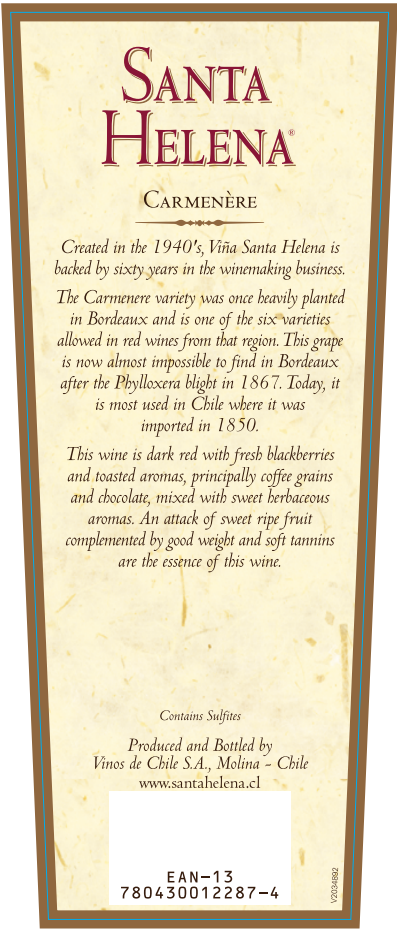 SANTA
HELENA®
CARMENÈRE
Created in the 1940's, Viña Santa Helena is
backed by sixty years in the winemaking business.
The Carmenere variety was once heavily planted
in Bordeaux and is one of the six varieties
allowed in red wines from that region. This grape
is now almost impossible to find in Bordeaux
after the Phylloxera blight in 1867. Today, it
is most used in Chile where it was
imported in 1850.
This wine is dark red with fresh blackberries
and toasted aromas, principally coffee grains
and chocolate, mixed with sweet herbaceous
aromas. An attack of sweet ripe fruit
complemented by good weight and soft tannins
are the essence of this wine.
Contains Sulfites
Produced and Bottled by
Vinos de Chile S.A., Molina - Chile
www.santahelena.cl
EAN-13
780430012287-4
V2034892